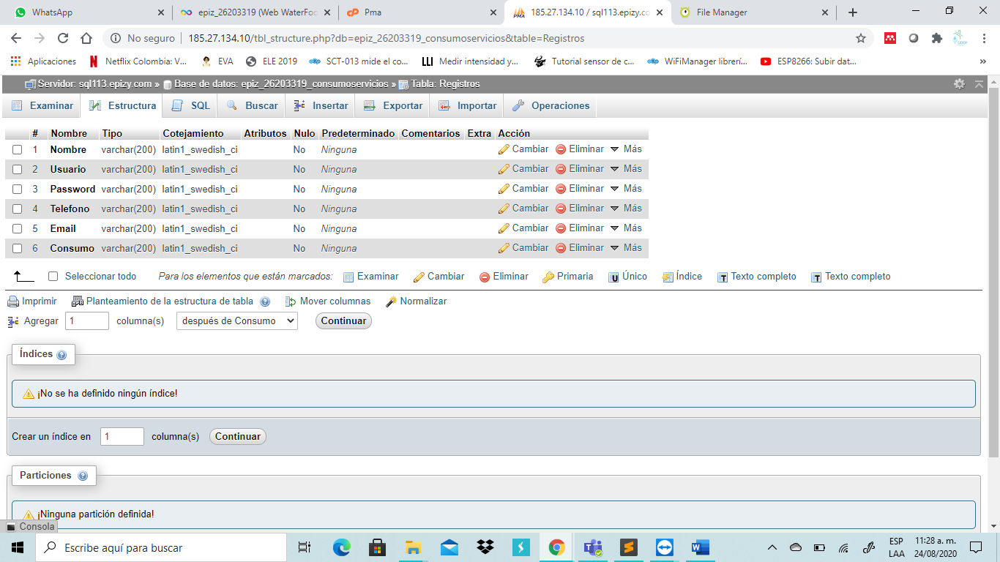 WhatsApp epiz_26203319 (Web WaterFoc Pma 185.27.134.10 / sql113.epizy.co File Manager
No seguro 185.27.134.10/tbl_structure.php?db=epiz_26203319_consumoservicios&table=Registros
Aplicaciones Netflix Colombia: V... EVA ELE 2019 SCT-013 mide el co... Medir intensidad y... Tutorial sensor de c... WiFiManager librerí... ESP8266: Subir dat... »
Servidor: sql113.epizy.com » Base de datos: epiz_26203319_consumoservicios » Tabla: Registros
Examinar Estructura SQL Buscar Insertar Exportar Importar Operaciones
# Nombre Tipo Cotejamiento Atributos Nulo Predeterminado Comentarios Extra Acción
1 Nombre varchar(200) latin1_swedish_ci No Ninguna Cambiar Eliminar Más
2 Usuario varchar(200) latin1_swedish_ci No Ninguna Cambiar Eliminar Más
3 Password varchar(200) latin1_swedish_ci No Ninguna Cambiar Eliminar Más
4 Telefono varchar(200) latin1_swedish_ci No Ninguna Cambiar Eliminar Más
5 Email varchar(200) latin1_swedish_ci No Ninguna Cambiar Eliminar Más
6 Consumo varchar(200) latin1_swedish_ci No Ninguna Cambiar Eliminar Más
Seleccionar todo Para los elementos que están marcados: Examinar Cambiar Eliminar Primaria Único Índice Texto completo Texto completo
Imprimir Planteamiento de la estructura de tabla Mover columnas Normalizar
Agregar 1 columna(s) después de Consumo Continuar
Índices
¡No se ha definido ningún índice!
Crear un índice en 1 columna(s) Continuar
Particiones
¡Ninguna partición definida!
Consola
Escribe aquí para buscar ESP 11:28 a. m.
LAA 24/08/2020